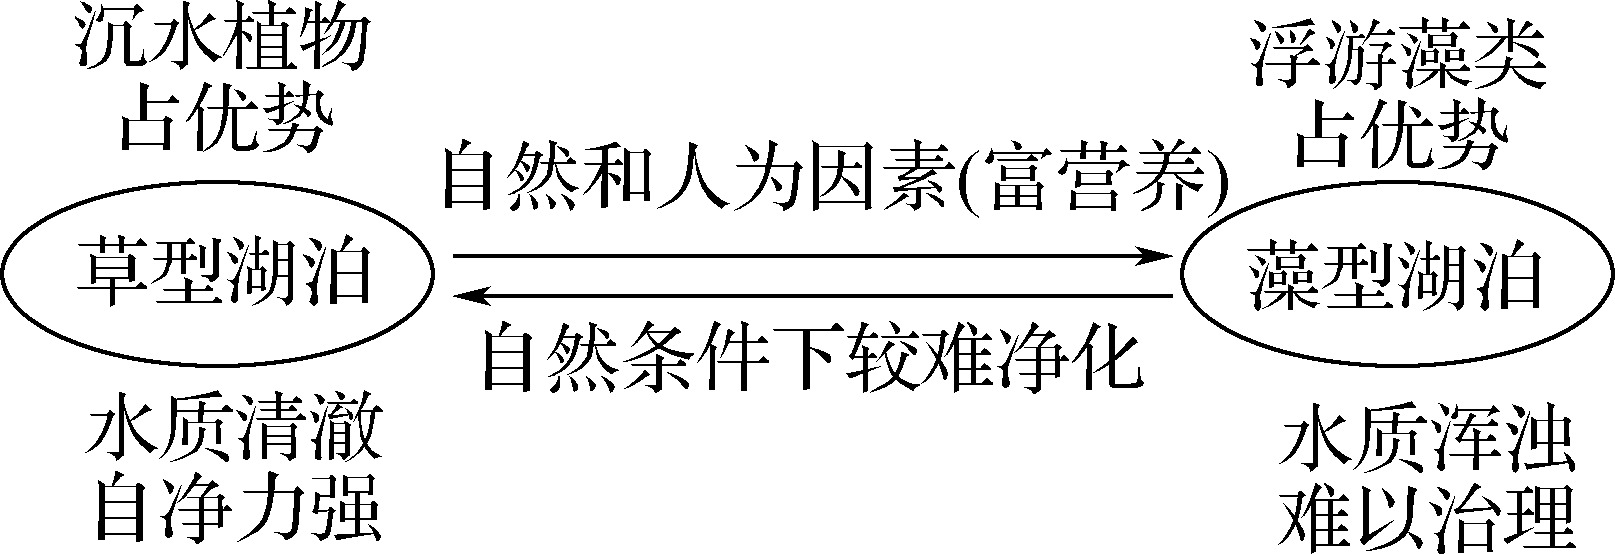 沉水植物
占优势
草型湖泊
水质清澈
自净力强
自然和人为因素(富营养)
自然条件下较难净化
浮游藻类
占优势
藻型湖泊
水质浑浊
难以治理